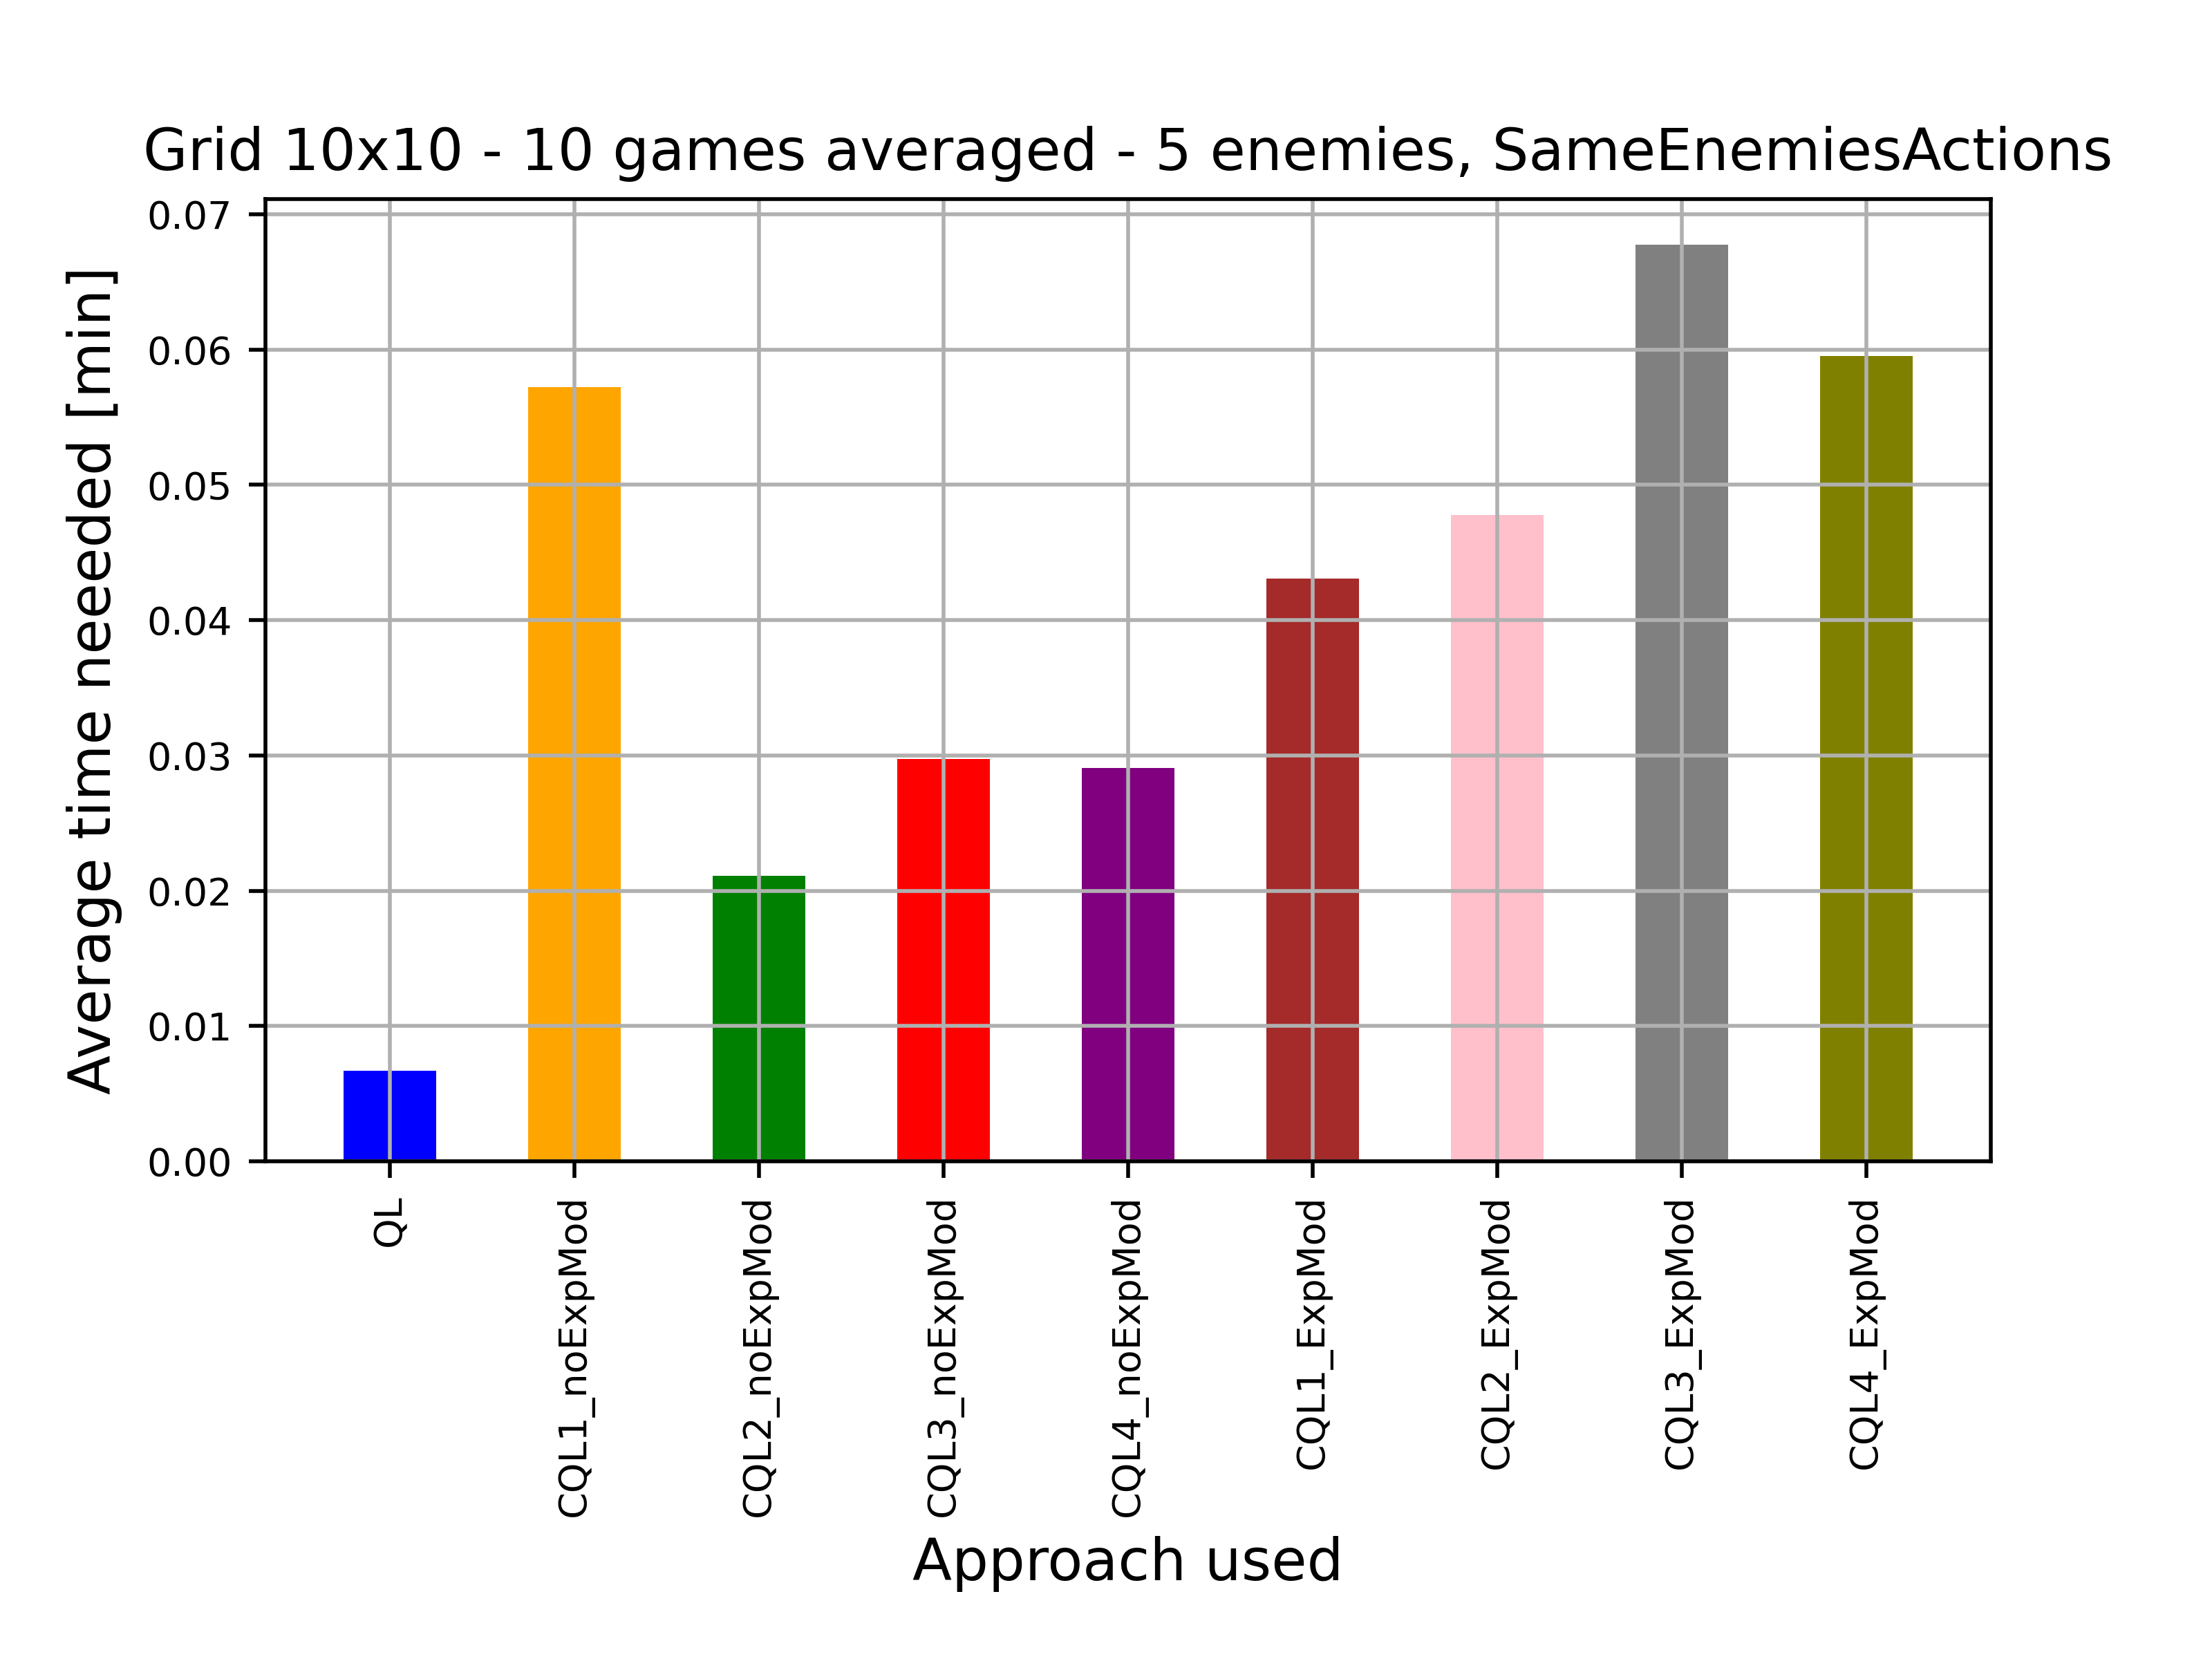 Grid 10x10 - 10 games averaged - 5 enemies, SameEnemiesActions
Average time needed [min]
0.07
0.06
0.05
0.04
0.03
0.02
0.01
0.00
QL
CQL1_noExpMod
CQL2_noExpMod
CQL3_noExpMod
CQL4_noExpMod
CQL1_ExpMod
CQL2_ExpMod
CQL3_ExpMod
CQL4_ExpMod
Approach used